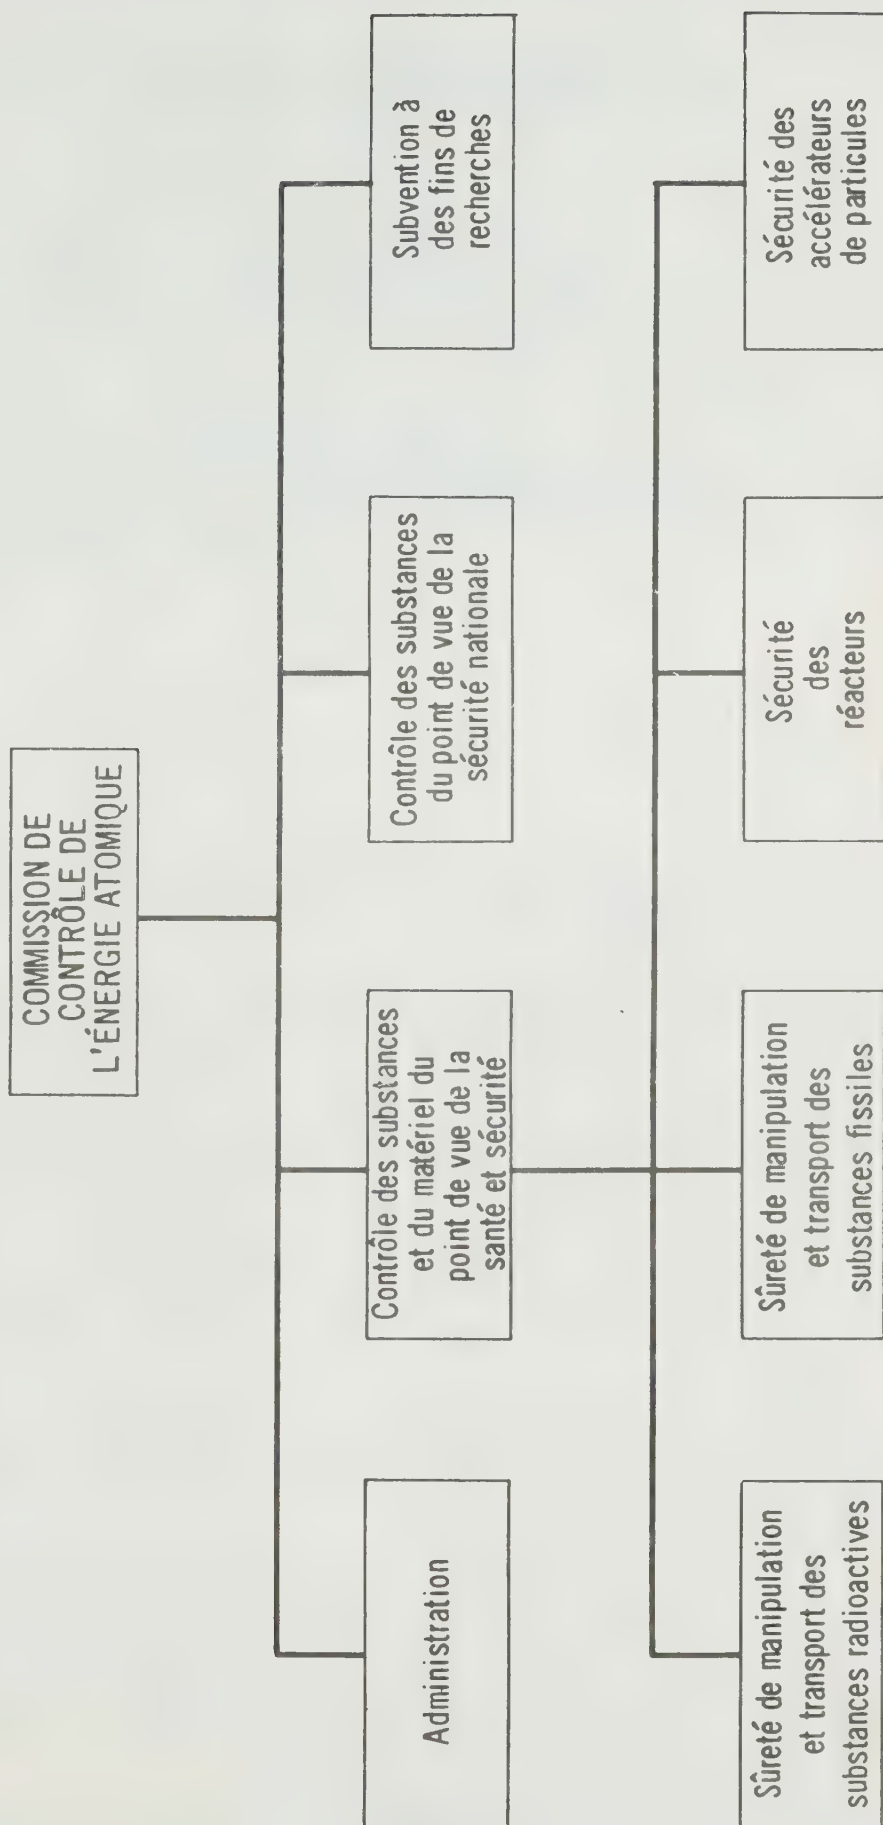 COMMISSION DE
CONTRÔLE DE
L'ÉNERGIE ATOMIQUE
Administration
Contrôle des substances
et du matériel du
point de vue de la
santé et sécurité
Contrôle des substances
du point de vue de la
sécurité nationale
Subvention à
des fins de
recherches
Sûreté de manipulation
et transport des
substances radioactives
Sûreté de manipulation
et transport des
substances fissiles
Sécurité
des
réacteurs
Sécurité des
accélérateurs
de particules